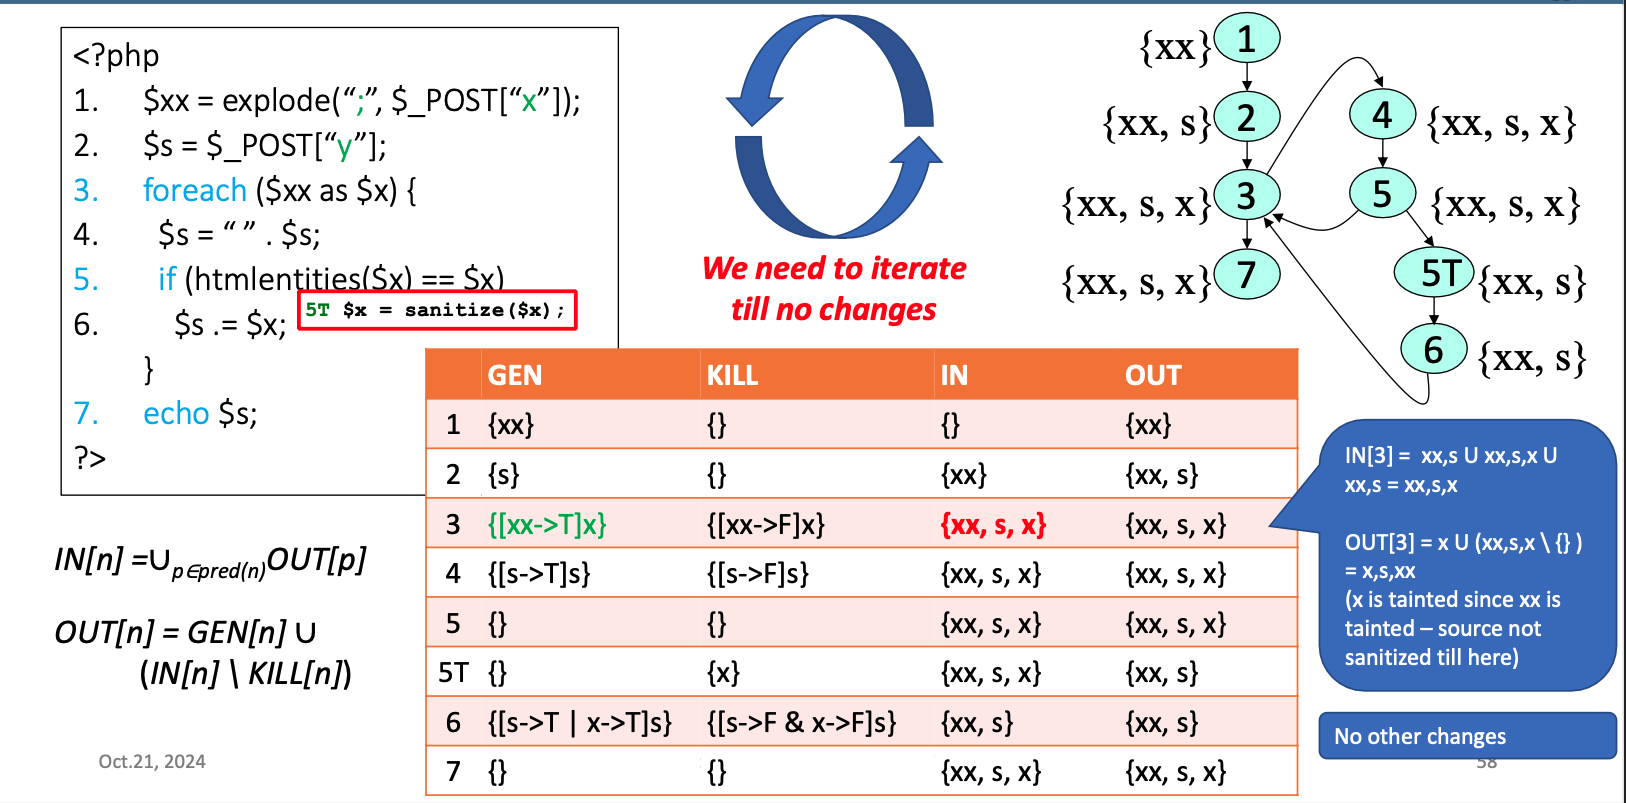 <?php
1. $xx = explode(“;”, $_POST[“x”]);
2. $s = $_POST[“y”];
3. foreach ($xx as $x) {
4. $s = “ ” . $s;
5. if (htmlentities($x) == $x)
5T $x = sanitize($x);
6. $s .= $x;
}
7. echo $s;
?>
We need to iterate
till no changes
{xx} 1
{xx, s} 2
4 {xx, s, x}
{xx, s, x} 3
5 {xx, s, x}
{xx, s, x} 7
5T {xx, s}
6 {xx, s}
IN[n] =∪p∈pred(n)OUT[p]
OUT[n] = GEN[n] ∪
(IN[n] \ KILL[n])
GEN KILL IN OUT
1 {xx} {} {} {xx}
2 {s} {} {xx} {xx, s}
3 {[xx->T]x} {[xx->F]x} {xx, s, x} {xx, s, x}
4 {[s->T]s} {[s->F]s} {xx, s, x} {xx, s, x}
5 {} {} {xx, s, x} {xx, s, x}
5T {} {x} {xx, s, x} {xx, s}
6 {[s->T | x->T]s} {[s->F & x->F]s} {xx, s} {xx, s}
7 {} {} {xx, s, x} {xx, s, x}
IN[3] = xx,s U xx,s,x U
xx,s = xx,s,x
OUT[3] = x U (xx,s,x \ {} )
= x,s,xx
(x is tainted since xx is
tainted – source not
sanitized till here)
No other changes
Oct.21, 2024
58